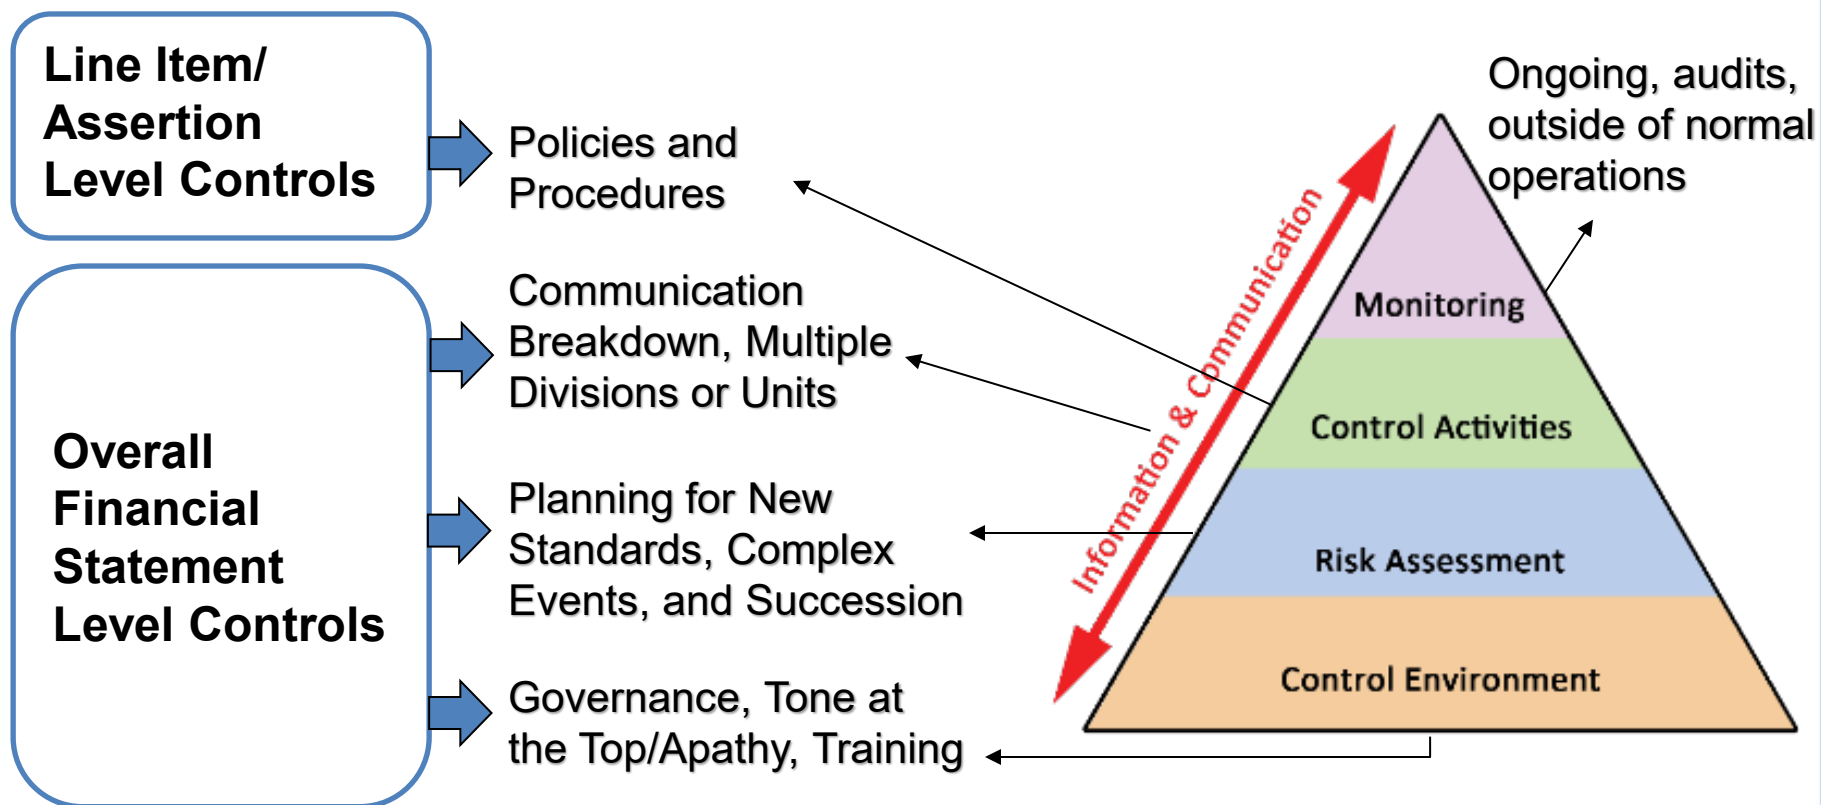 Line Item/
Assertion
Level Controls
Policies and
Procedures
Overall
Financial
Statement
Level Controls
Communication
Breakdown, Multiple
Divisions or Units
Planning for New
Standards, Complex
Events, and Succession
Governance, Tone at
the Top/Apathy, Training
Information & Communication
Ongoing, audits,
outside of normal
operations
Monitoring
Control Activities
Risk Assessment
Control Environment